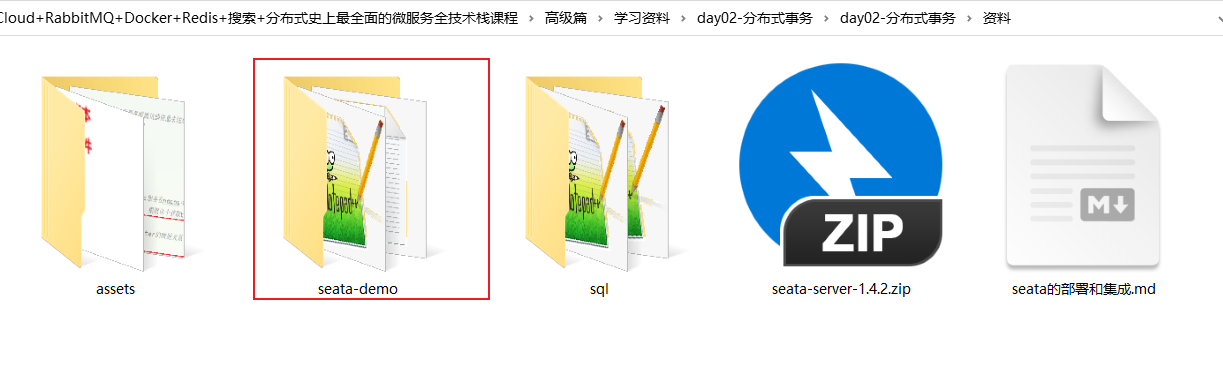 Cloud+RabbitMQ+Docker+Redis+搜索+分布式史上最全面的微服务全技术栈课程 › 高级篇 › 学习资料 › day02-分布式事务 › day02-分布式事务 › 资料
ZIP
M
assets
seata-demo
sql
seata-server-1.4.2.zip
seata的部署和集成.md